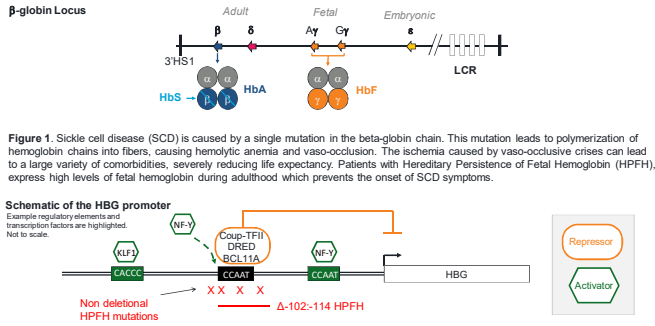 β-globin Locus
Adult
Fetal
Embryonic
β
δ
Aγ
Gγ
ε
3'HS1
LCR
α α
β β
HbS
HbA
α α
γ γ
HbF
Figure 1. Sickle cell disease (SCD) is caused by a single mutation in the beta-globin chain. This mutation leads to polymerization of
hemoglobin chains into fibers, causing hemolytic anemia and vaso-occlusion. The ischemia caused by vaso-occlusive crises can lead
to a large variety of comorbidities, severely reducing life expectancy. Patients with Hereditary Persistence of Fetal Hemoglobin (HPFH),
express high levels of fetal hemoglobin during adulthood which prevents the onset of SCD symptoms.
Schematic of the HBG promoter
Example regulatory elements and
transcription factors are highlighted.
Not to scale.
KLF1
NF-Y
Coup-TFII
DRED
BCL11A
NF-Y
CACCC
CCAAT
CCAAT
HBG
X X X X
Non deletional
HPFH mutations
Δ-102:-114 HPFH
Repressor
Activator